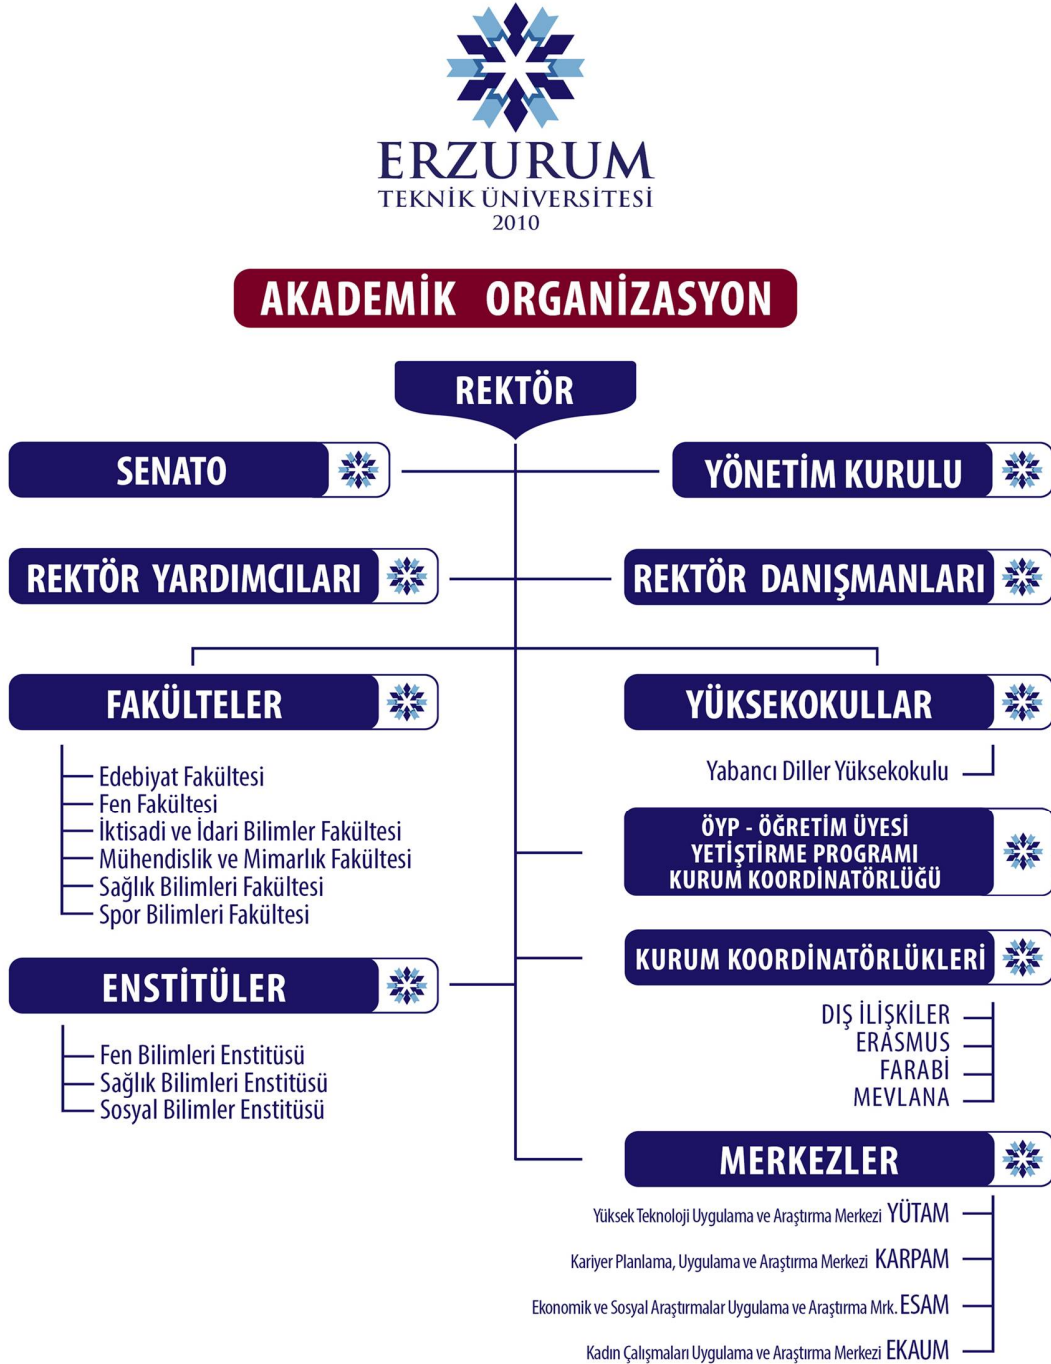 ERZURUM
TEKNİK ÜNİVERSİTESİ
2010
AKADEMİK ORGANİZASYON
REKTÖR
SENATO
YÖNETİM KURULU
REKTÖR YARDIMCILARI
REKTÖR DANIŞMANLARI
FAKÜLTELER
Edebiyat Fakültesi
Fen Fakültesi
İktisadi ve İdari Bilimler Fakültesi
Mühendislik ve Mimarlık Fakültesi
Sağlık Bilimleri Fakültesi
Spor Bilimleri Fakültesi
ENSTİTÜLER
Fen Bilimleri Enstitüsü
Sağlık Bilimleri Enstitüsü
Sosyal Bilimler Enstitüsü
YÜKSEKOKULLAR
Yabancı Diller Yüksekokulu
ÖYP - ÖĞRETİM ÜYESİ
YETİŞTİRME PROGRAMI
KURUM KOORDİNATÖRLÜĞÜ
KURUM KOORDİNATÖRLÜKLERİ
DIŞ İLİŞKİLER
ERASMUS
FARABİ
MEVLANA
MERKEZLER
Yüksek Teknoloji Uygulama ve Araştırma Merkezi YÜTAM
Kariyer Planlama, Uygulama ve Araştırma Merkezi KARPAM
Ekonomik ve Sosyal Araştırmalar Uygulama ve Araştırma Mrk. ESAM
Kadın Çalışmaları Uygulama ve Araştırma Merkezi EKAUM